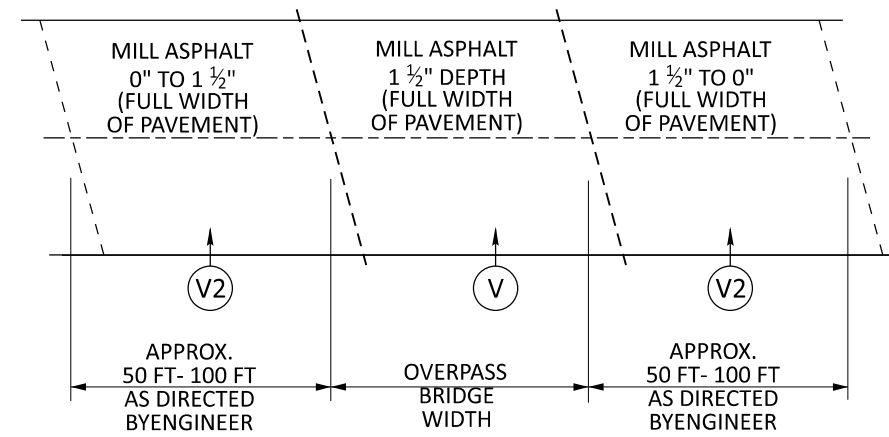 MILL ASPHALT
0" TO 1 ½"
(FULL WIDTH
OF PAVEMENT)
MILL ASPHALT
1 ½" DEPTH
(FULL WIDTH
OF PAVEMENT)
MILL ASPHALT
1 ½" TO 0"
(FULL WIDTH
OF PAVEMENT)
V2
V
V2
APPROX.
50 FT- 100 FT
AS DIRECTED
BYENGINEER
OVERPASS
BRIDGE
WIDTH
APPROX.
50 FT- 100 FT
AS DIRECTED
BYENGINEER